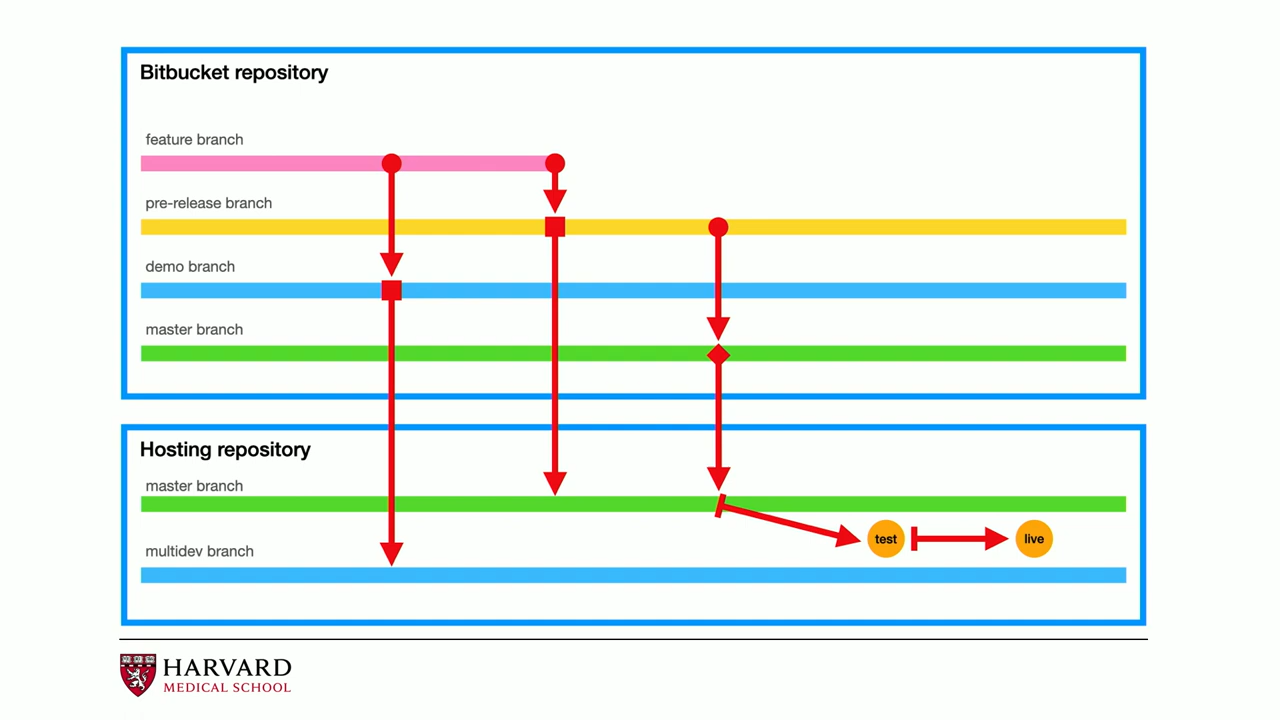 Bitbucket repository
feature branch
pre-release branch
demo branch
master branch
Hosting repository
master branch
multidev branch
test
live
HARVARD
MEDICAL SCHOOL